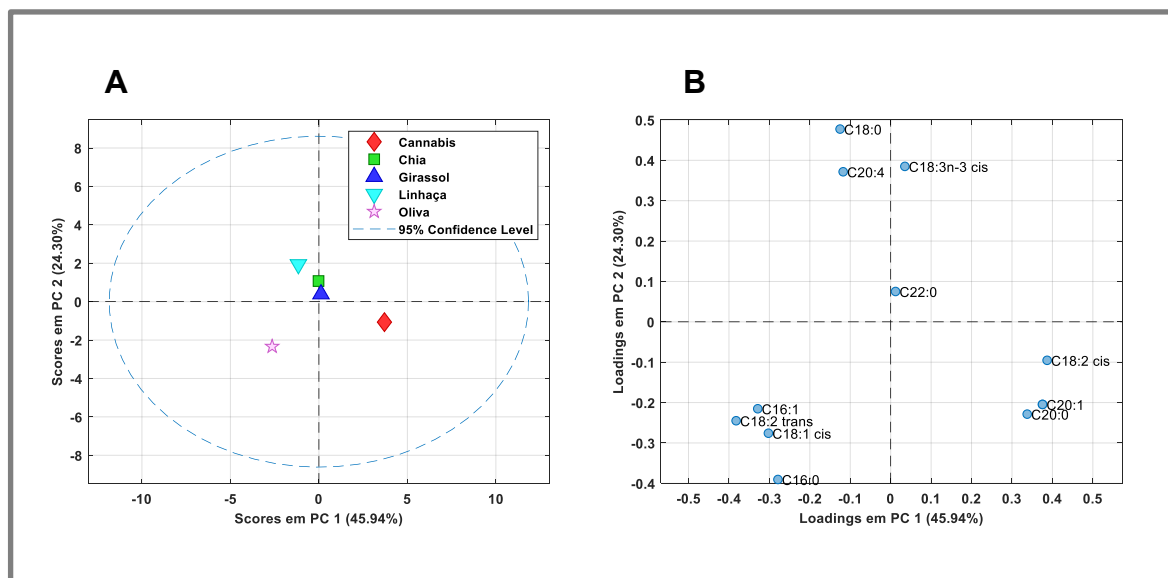 A
Cannabis
Chia
Girassol
Linhaça
Oliva
95% Confidence Level
Scores em PC 2 (24.30%)
8
6
4
2
0
-2
-4
-6
-8
-10
-5
0
5
10
Scores em PC 1 (45.94%)
B
Loadings em PC 2 (24.30%)
0.5
0.4
0.3
0.2
0.1
0
-0.1
-0.2
-0.3
-0.4
C18:0
C18:3n-3 cis
C20:4
C22:0
C18:2 cis
C20:1
C20:0
C16:1
C18:2 trans
C18:1 cis
C16:0
-0.5
-0.4
-0.3
-0.2
-0.1
0
0.1
0.2
0.3
0.4
0.5
Loadings em PC 1 (45.94%)